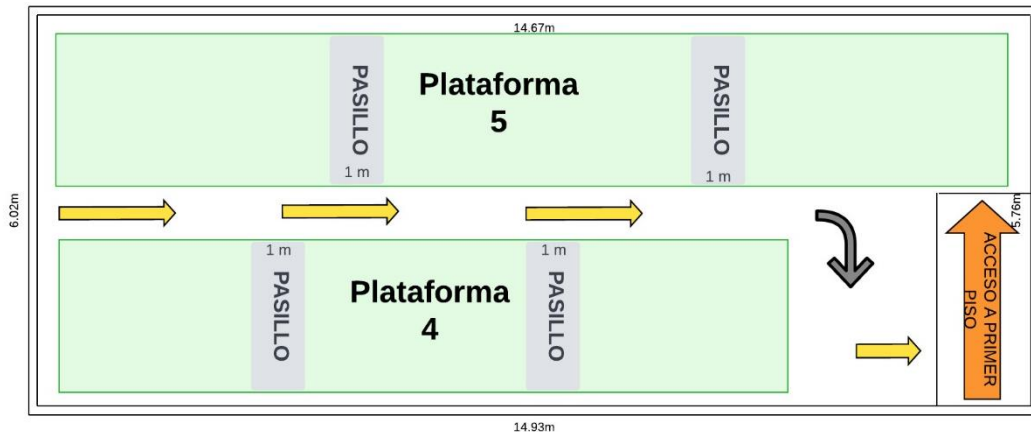 14.67m
PASILLO
1 m
Plataforma
5
PASILLO
1 m
6.02m
5.76m
1 m
PASILLO
Plataforma
4
1 m
PASILLO
ACCESO A PRIMER
PISO
14.93m